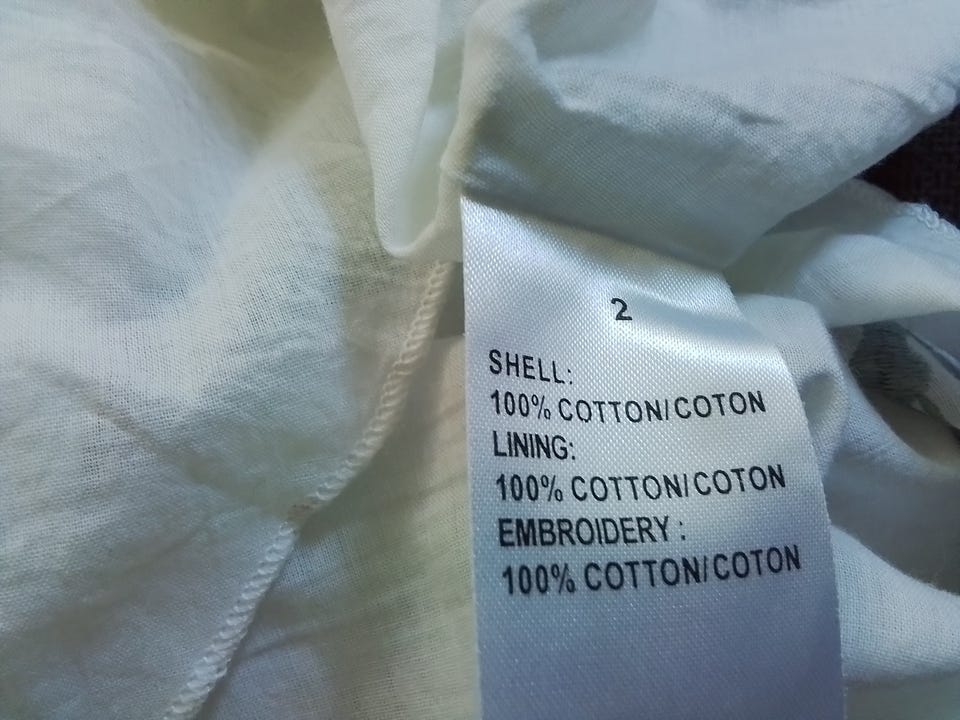 2
SHELL:
100% COTTON/COTON
LINING:
100% COTTON/COTON
EMBROIDERY :
100% COTTON/COTON